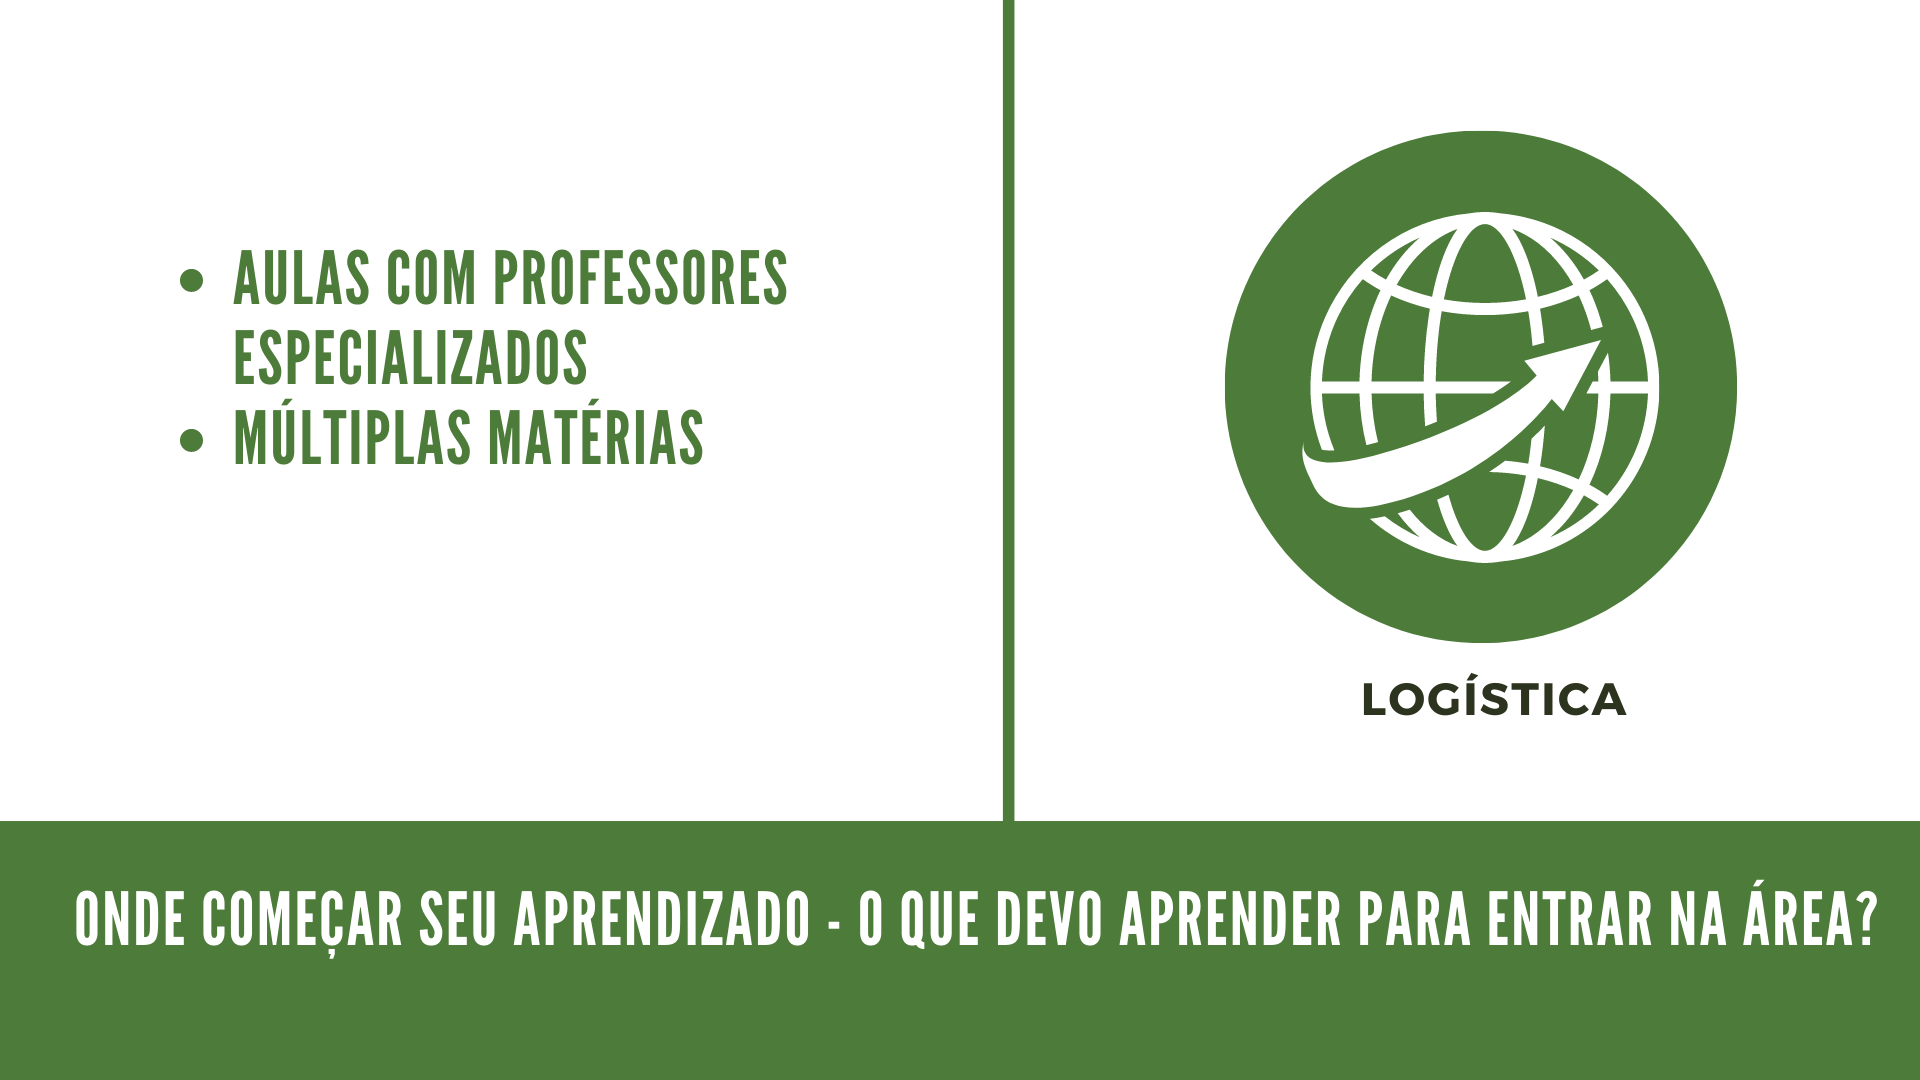 AULAS COM PROFESSORES
ESPECIALIZADOS
MÚLTIPLAS MATÉRIAS
LOGÍSTICA
ONDE COMEÇAR SEU APRENDIZADO - O QUE DEVO APRENDER PARA ENTRAR NA ÁREA?